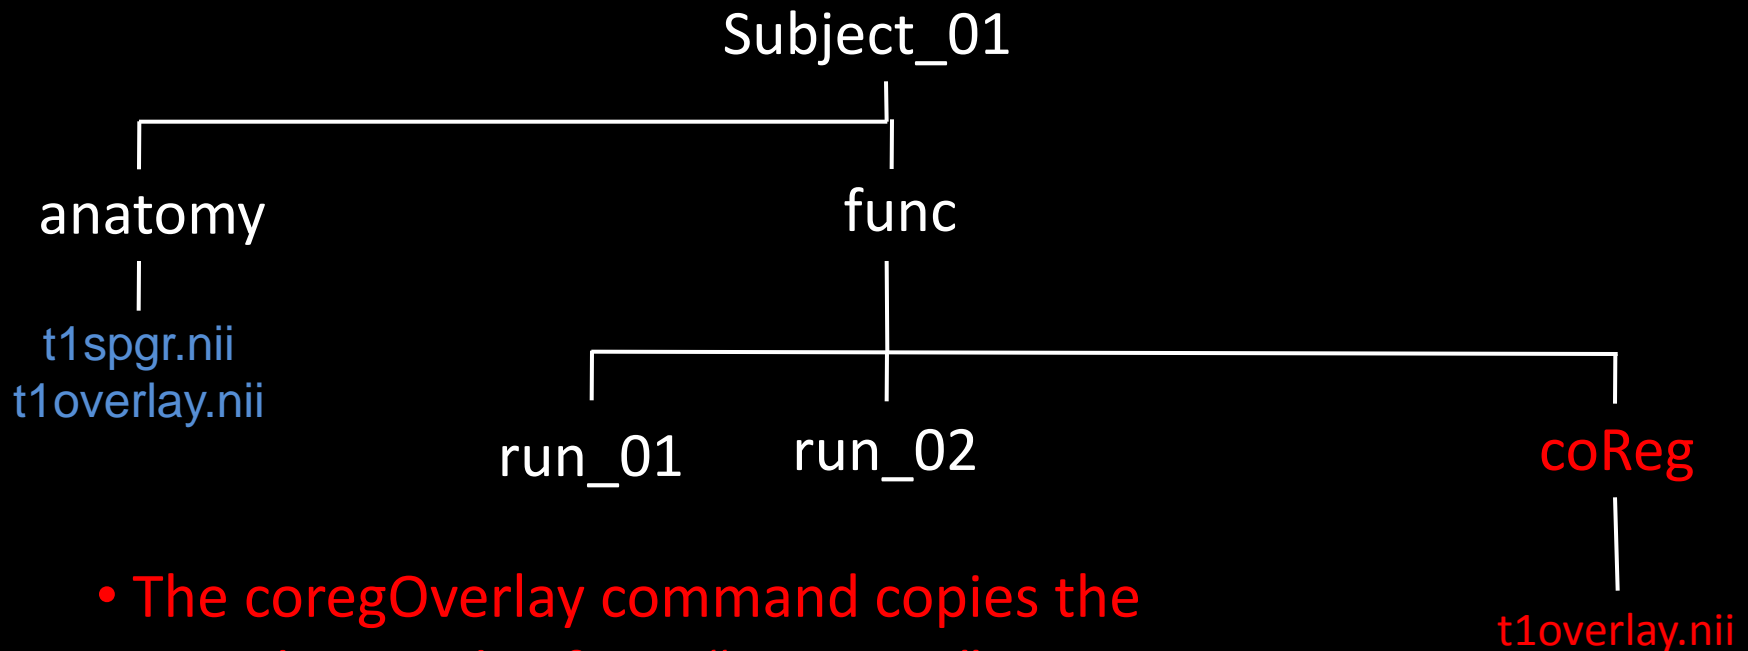 Subject_01
anatomy
func
t1spgr.nii
t1overlay.nii
run_01
run_02
coReg
• The coregOverlay command copies the
t1overlay.nii